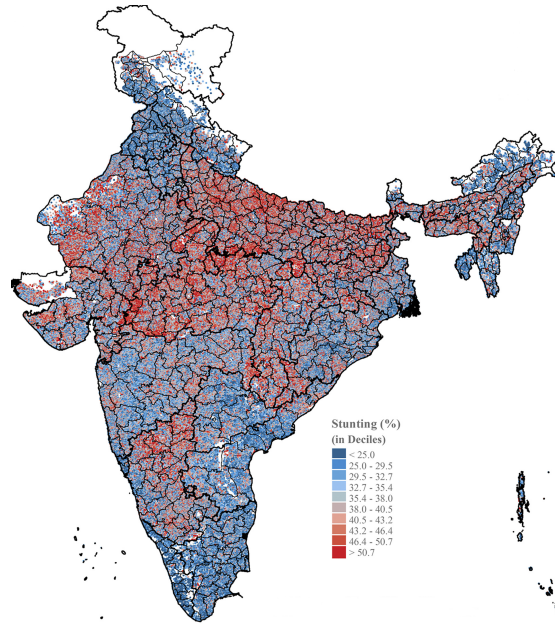 Stunting (%)
(in Deciles)
< 25.0
25.0 - 29.5
29.5 - 32.7
32.7 - 35.4
35.4 - 38.0
38.0 - 40.5
40.5 - 43.2
43.2 - 46.4
46.4 - 50.7
> 50.7